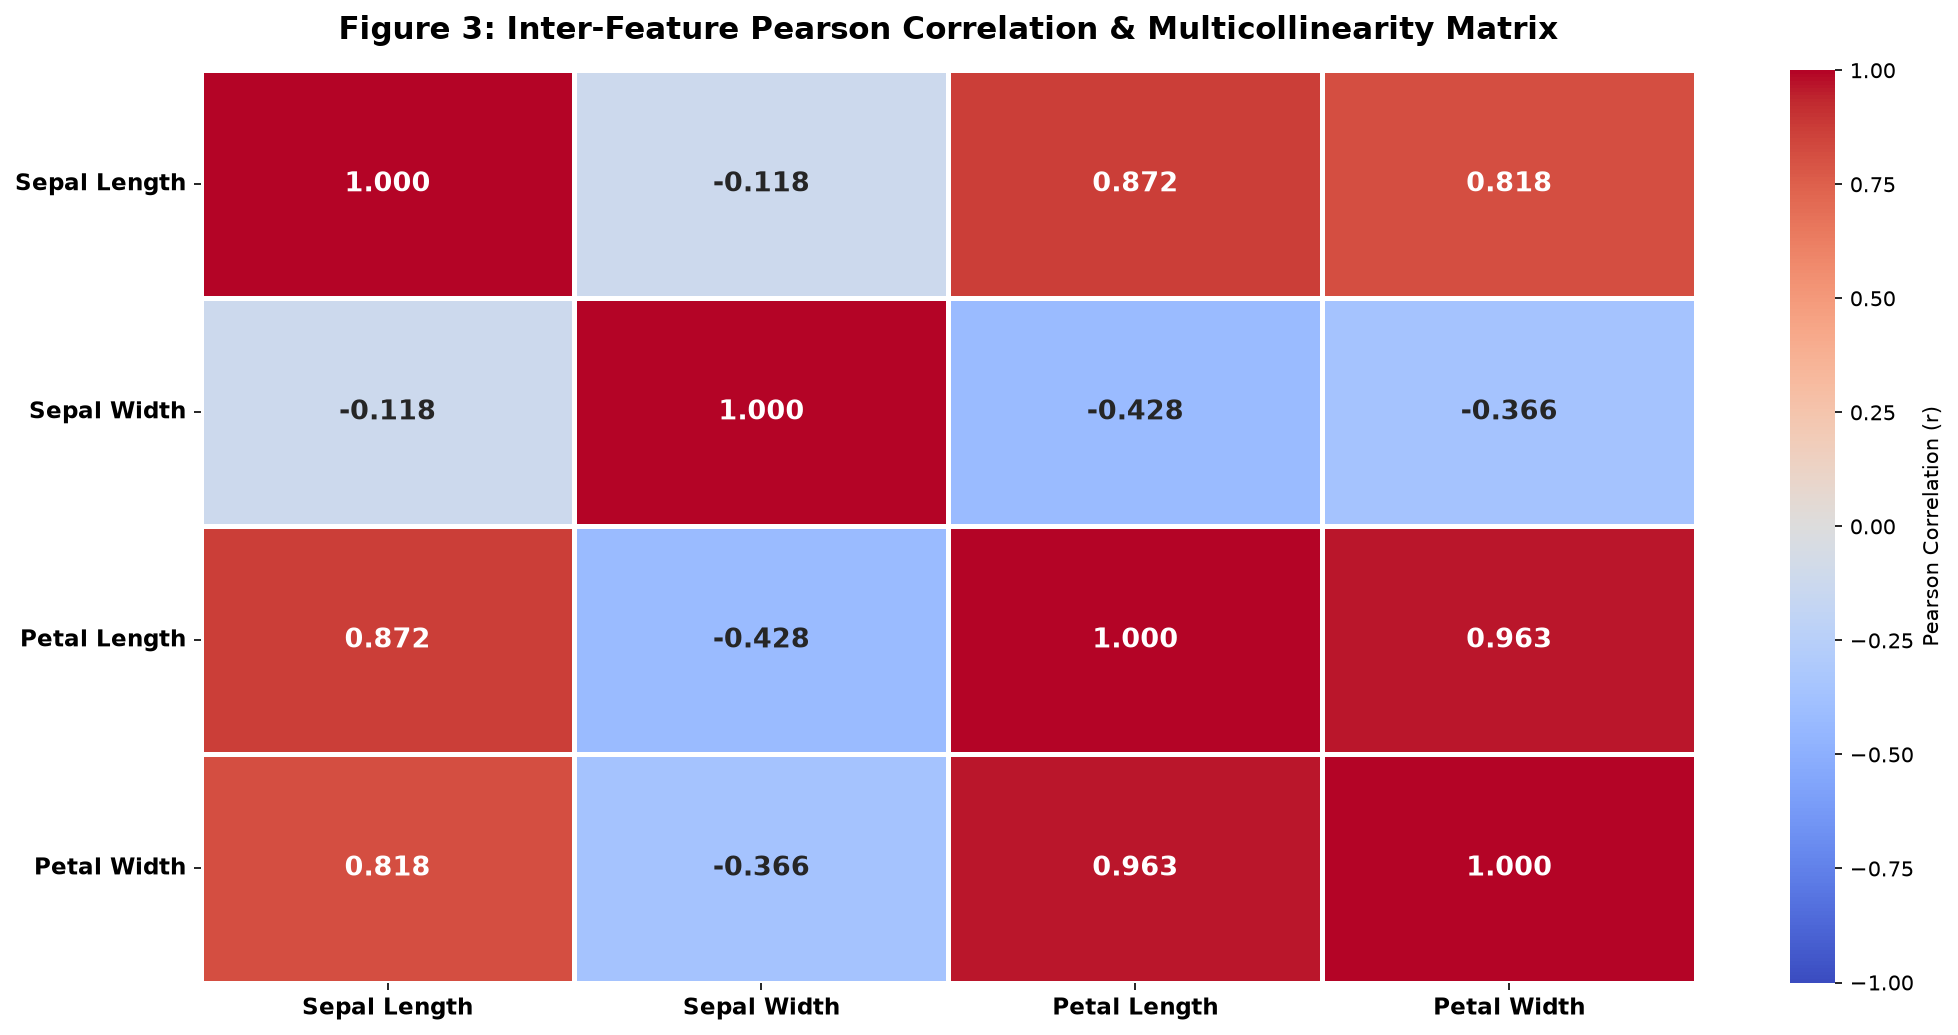 Figure 3: Inter-Feature Pearson Correlation & Multicollinearity Matrix
Sepal Length 1.000 -0.118 0.872 0.818
Sepal Width -0.118 1.000 -0.428 -0.366
Petal Length 0.872 -0.428 1.000 0.963
Petal Width 0.818 -0.366 0.963 1.000
Sepal Length Sepal Width Petal Length Petal Width
1.00
0.75
0.50
0.25
0.00
−0.25
−0.50
−0.75
−1.00
Pearson Correlation (r)